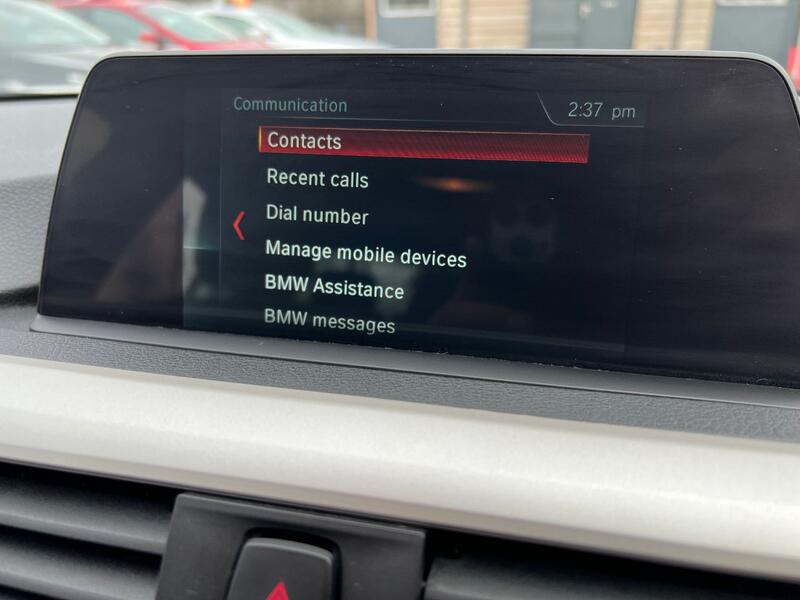 Communication
2:37 pm
Contacts
Recent calls
Dial number
Manage mobile devices
BMW Assistance
BMW messages